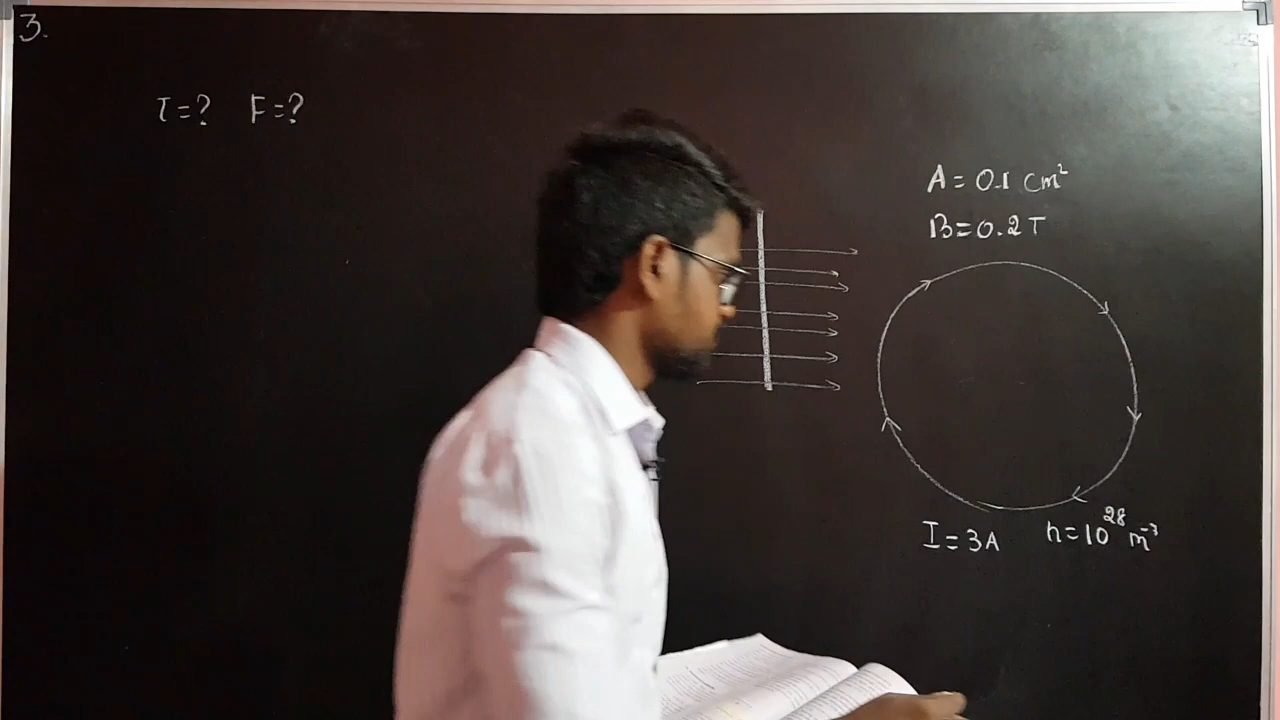 3.
τ=? F=?
A = 0.1 cm²
B=0.2T
I=3A n=10²⁸ m⁻³